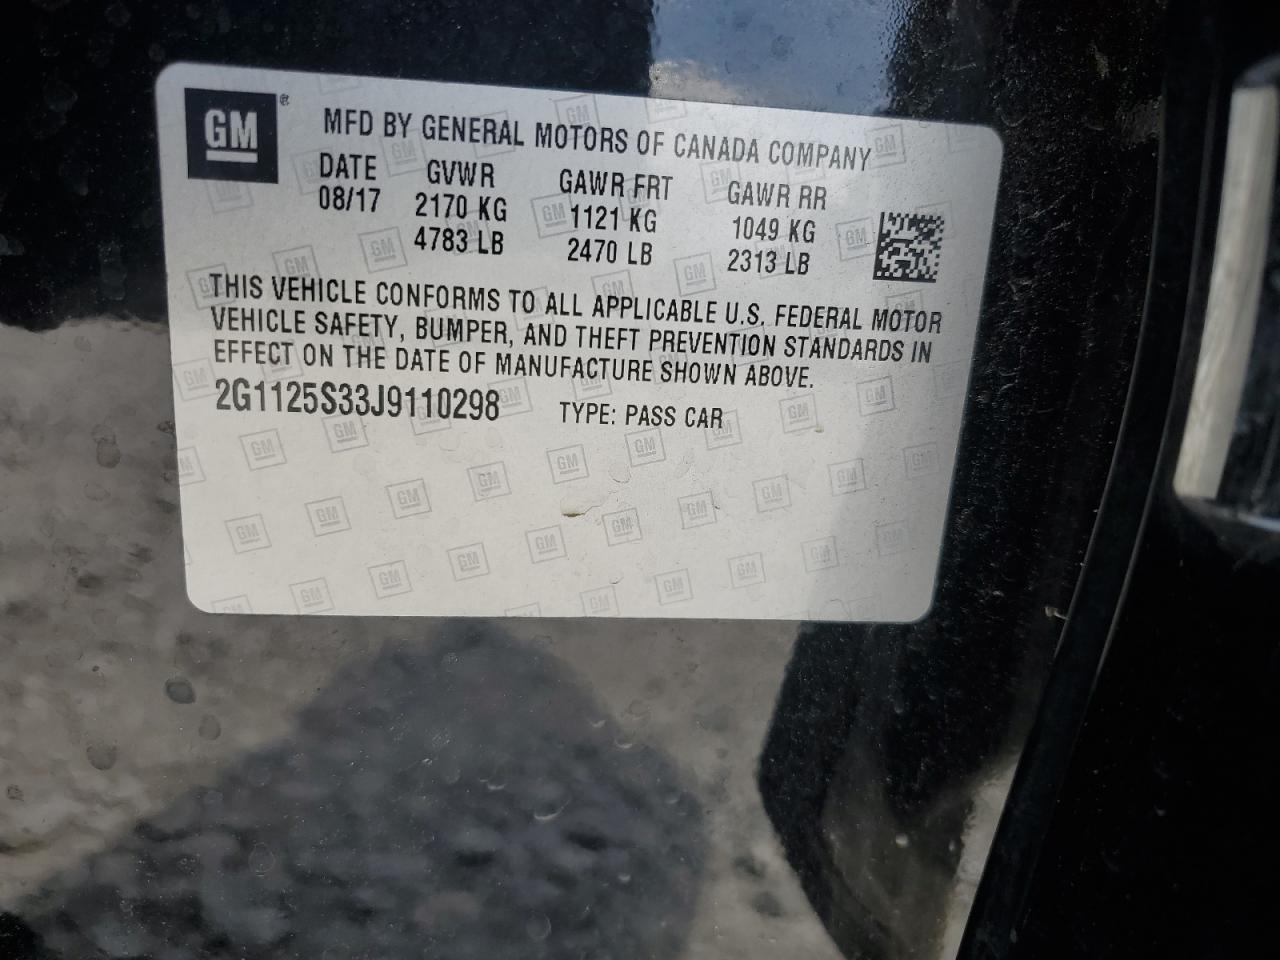 GM®
MFD BY GENERAL MOTORS OF CANADA COMPANY
DATE GVWR GAWR FRT GAWR RR
08/17 2170 KG 1121 KG 1049 KG
4783 LB 2470 LB 2313 LB
THIS VEHICLE CONFORMS TO ALL APPLICABLE U.S. FEDERAL MOTOR
VEHICLE SAFETY, BUMPER, AND THEFT PREVENTION STANDARDS IN
EFFECT ON THE DATE OF MANUFACTURE SHOWN ABOVE.
2G1125S33J9110298 TYPE: PASS CAR